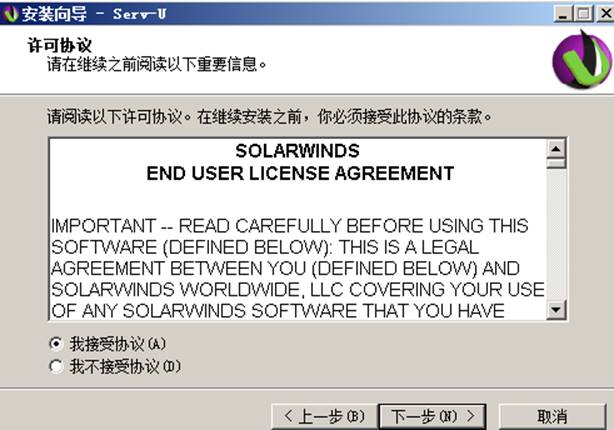 安装向导 - Serv-U
许可协议
请在继续之前阅读以下重要信息。
请阅读以下许可协议。在继续安装之前，你必须接受此协议的条款。
SOLARWINDS
END USER LICENSE AGREEMENT
IMPORTANT -- READ CAREFULLY BEFORE USING THIS
SOFTWARE (DEFINED BELOW): THIS IS A LEGAL
AGREEMENT BETWEEN YOU (DEFINED BELOW) AND
SOLARWINDS WORLDWIDE, LLC COVERING YOUR USE
OF ANY SOLARWINDS SOFTWARE THAT YOU HAVE
我接受协议(A)
我不接受协议(D)
< 上一步(B) 下一步(N) > 取消